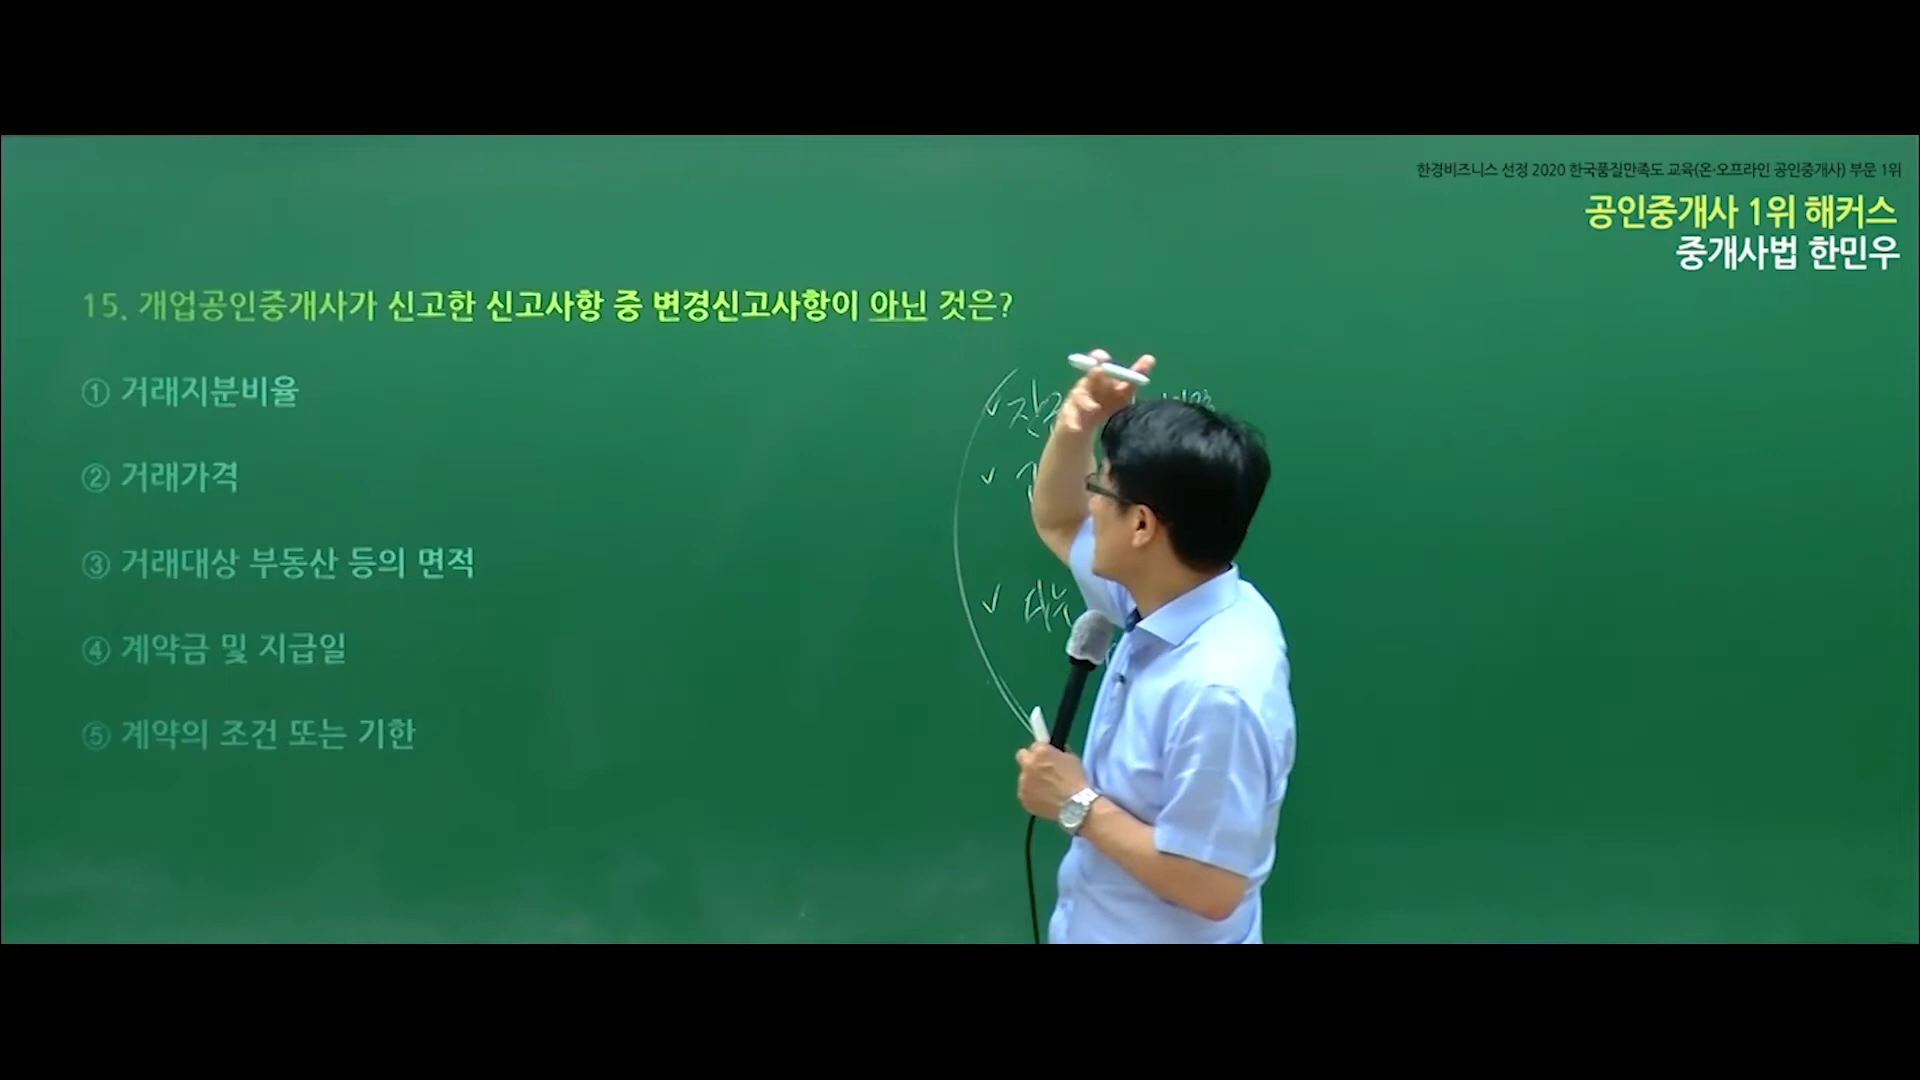 한경비즈니스 선정 2020 한국품질만족도 교육(온·오프라인 공인중개사) 부문 1위
공인중개사 1위 해커스
중개사법 한민우
15. 개업공인중개사가 신고한 신고사항 중 변경신고사항이 아닌 것은?
① 거래지분비율
② 거래가격
③ 거래대상 부동산 등의 면적
④ 계약금 및 지급일
⑤ 계약의 조건 또는 기한